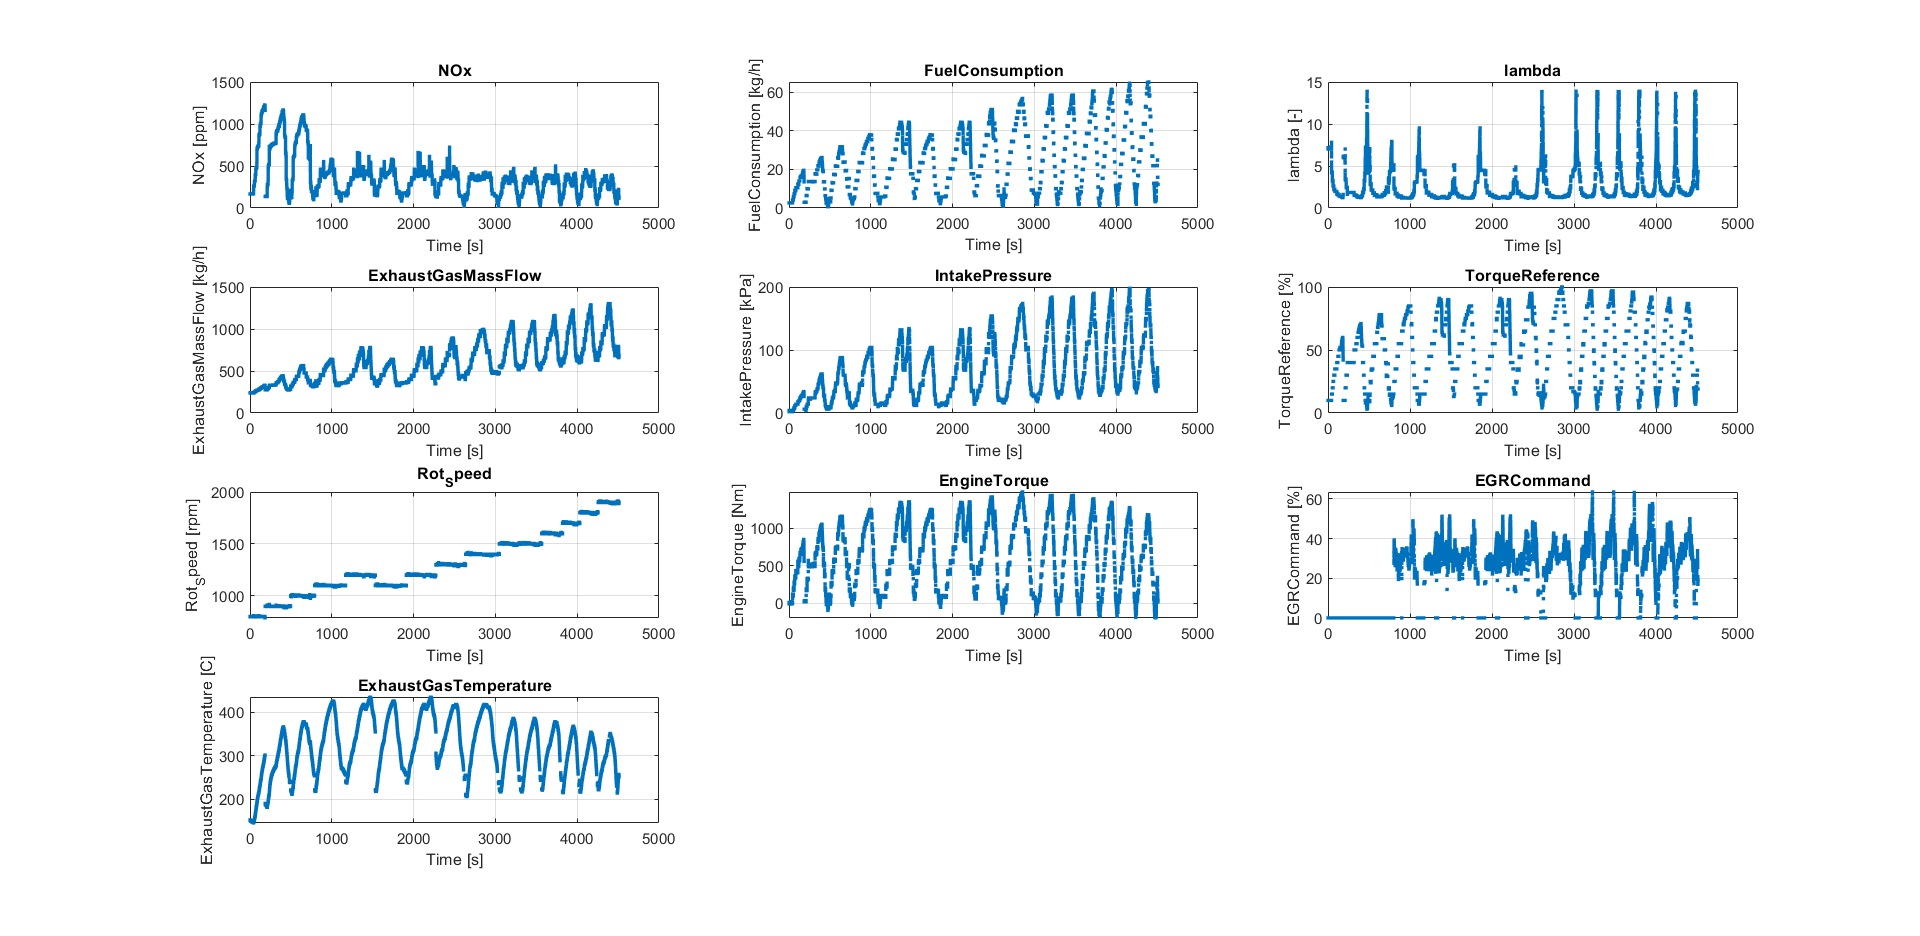 NOx
NOx [ppm]
1500
1000
500
0
0 1000 2000 3000 4000 5000
Time [s]
FuelConsumption
FuelConsumption [kg/h]
60
40
20
0
0 1000 2000 3000 4000 5000
Time [s]
lambda
lambda [-]
15
10
5
0
0 1000 2000 3000 4000 5000
Time [s]
ExhaustGasMassFlow
ExhaustGasMassFlow [kg/h]
1500
1000
500
0
0 1000 2000 3000 4000 5000
Time [s]
IntakePressure
IntakePressure [kPa]
200
100
0
0 1000 2000 3000 4000 5000
Time [s]
TorqueReference
TorqueReference [%]
100
50
0
0 1000 2000 3000 4000 5000
Time [s]
RotSpeed
RotSpeed [rpm]
2000
1500
1000
0 1000 2000 3000 4000 5000
Time [s]
EngineTorque
EngineTorque [Nm]
1000
500
0
0 1000 2000 3000 4000 5000
Time [s]
EGRCommand
EGRCommand [%]
60
40
20
0
0 1000 2000 3000 4000 5000
Time [s]
ExhaustGasTemperature
ExhaustGasTemperature [C]
400
300
200
0 1000 2000 3000 4000 5000
Time [s]